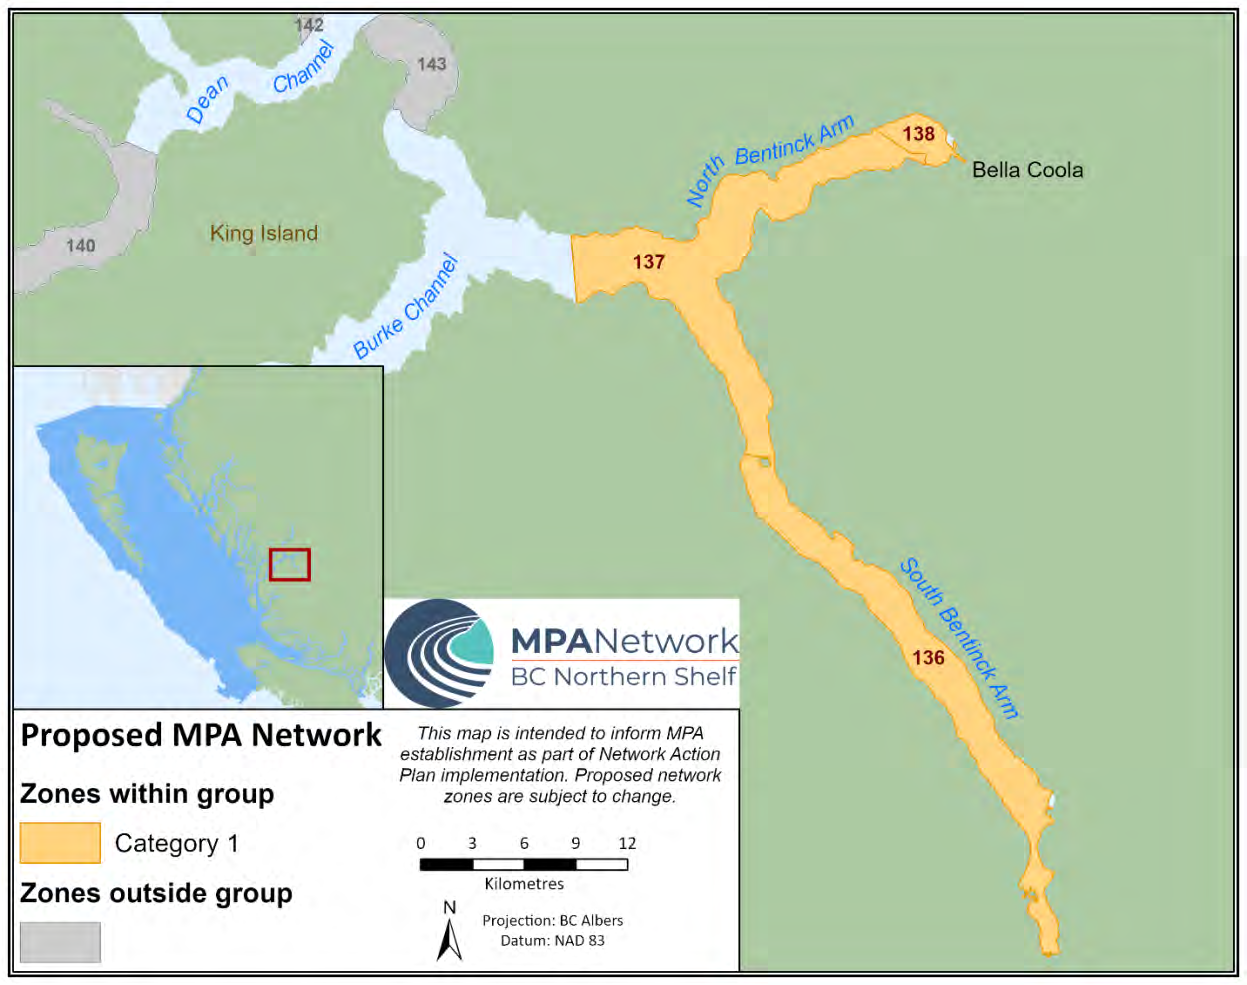 142
Dean Channel
143
North Bentinck Arm
138
Bella Coola
140
King Island
137
Burke Channel
South Bentinck Arm
136
MPANetwork
BC Northern Shelf
Proposed MPA Network
Zones within group
Category 1
Zones outside group
This map is intended to inform MPA
establishment as part of Network Action
Plan implementation. Proposed network
zones are subject to change.
0 3 6 9 12
Kilometres
N
Projection: BC Albers
Datum: NAD 83